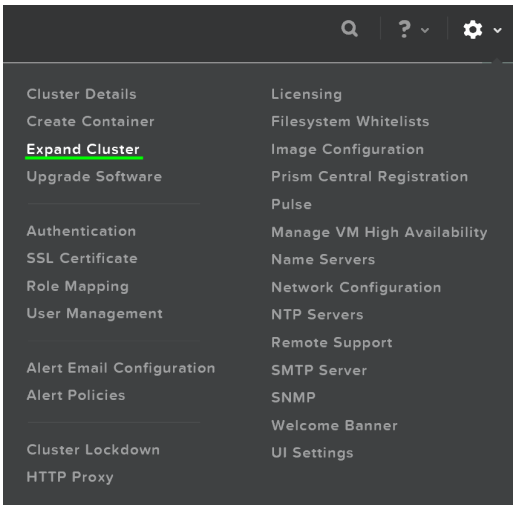 ?
Cluster Details
Create Container
Expand Cluster
Upgrade Software
Authentication
SSL Certificate
Role Mapping
User Management
Alert Email Configuration
Alert Policies
Cluster Lockdown
HTTP Proxy
Licensing
Filesystem Whitelists
Image Configuration
Prism Central Registration
Pulse
Manage VM High Availability
Name Servers
Network Configuration
NTP Servers
Remote Support
SMTP Server
SNMP
Welcome Banner
UI Settings